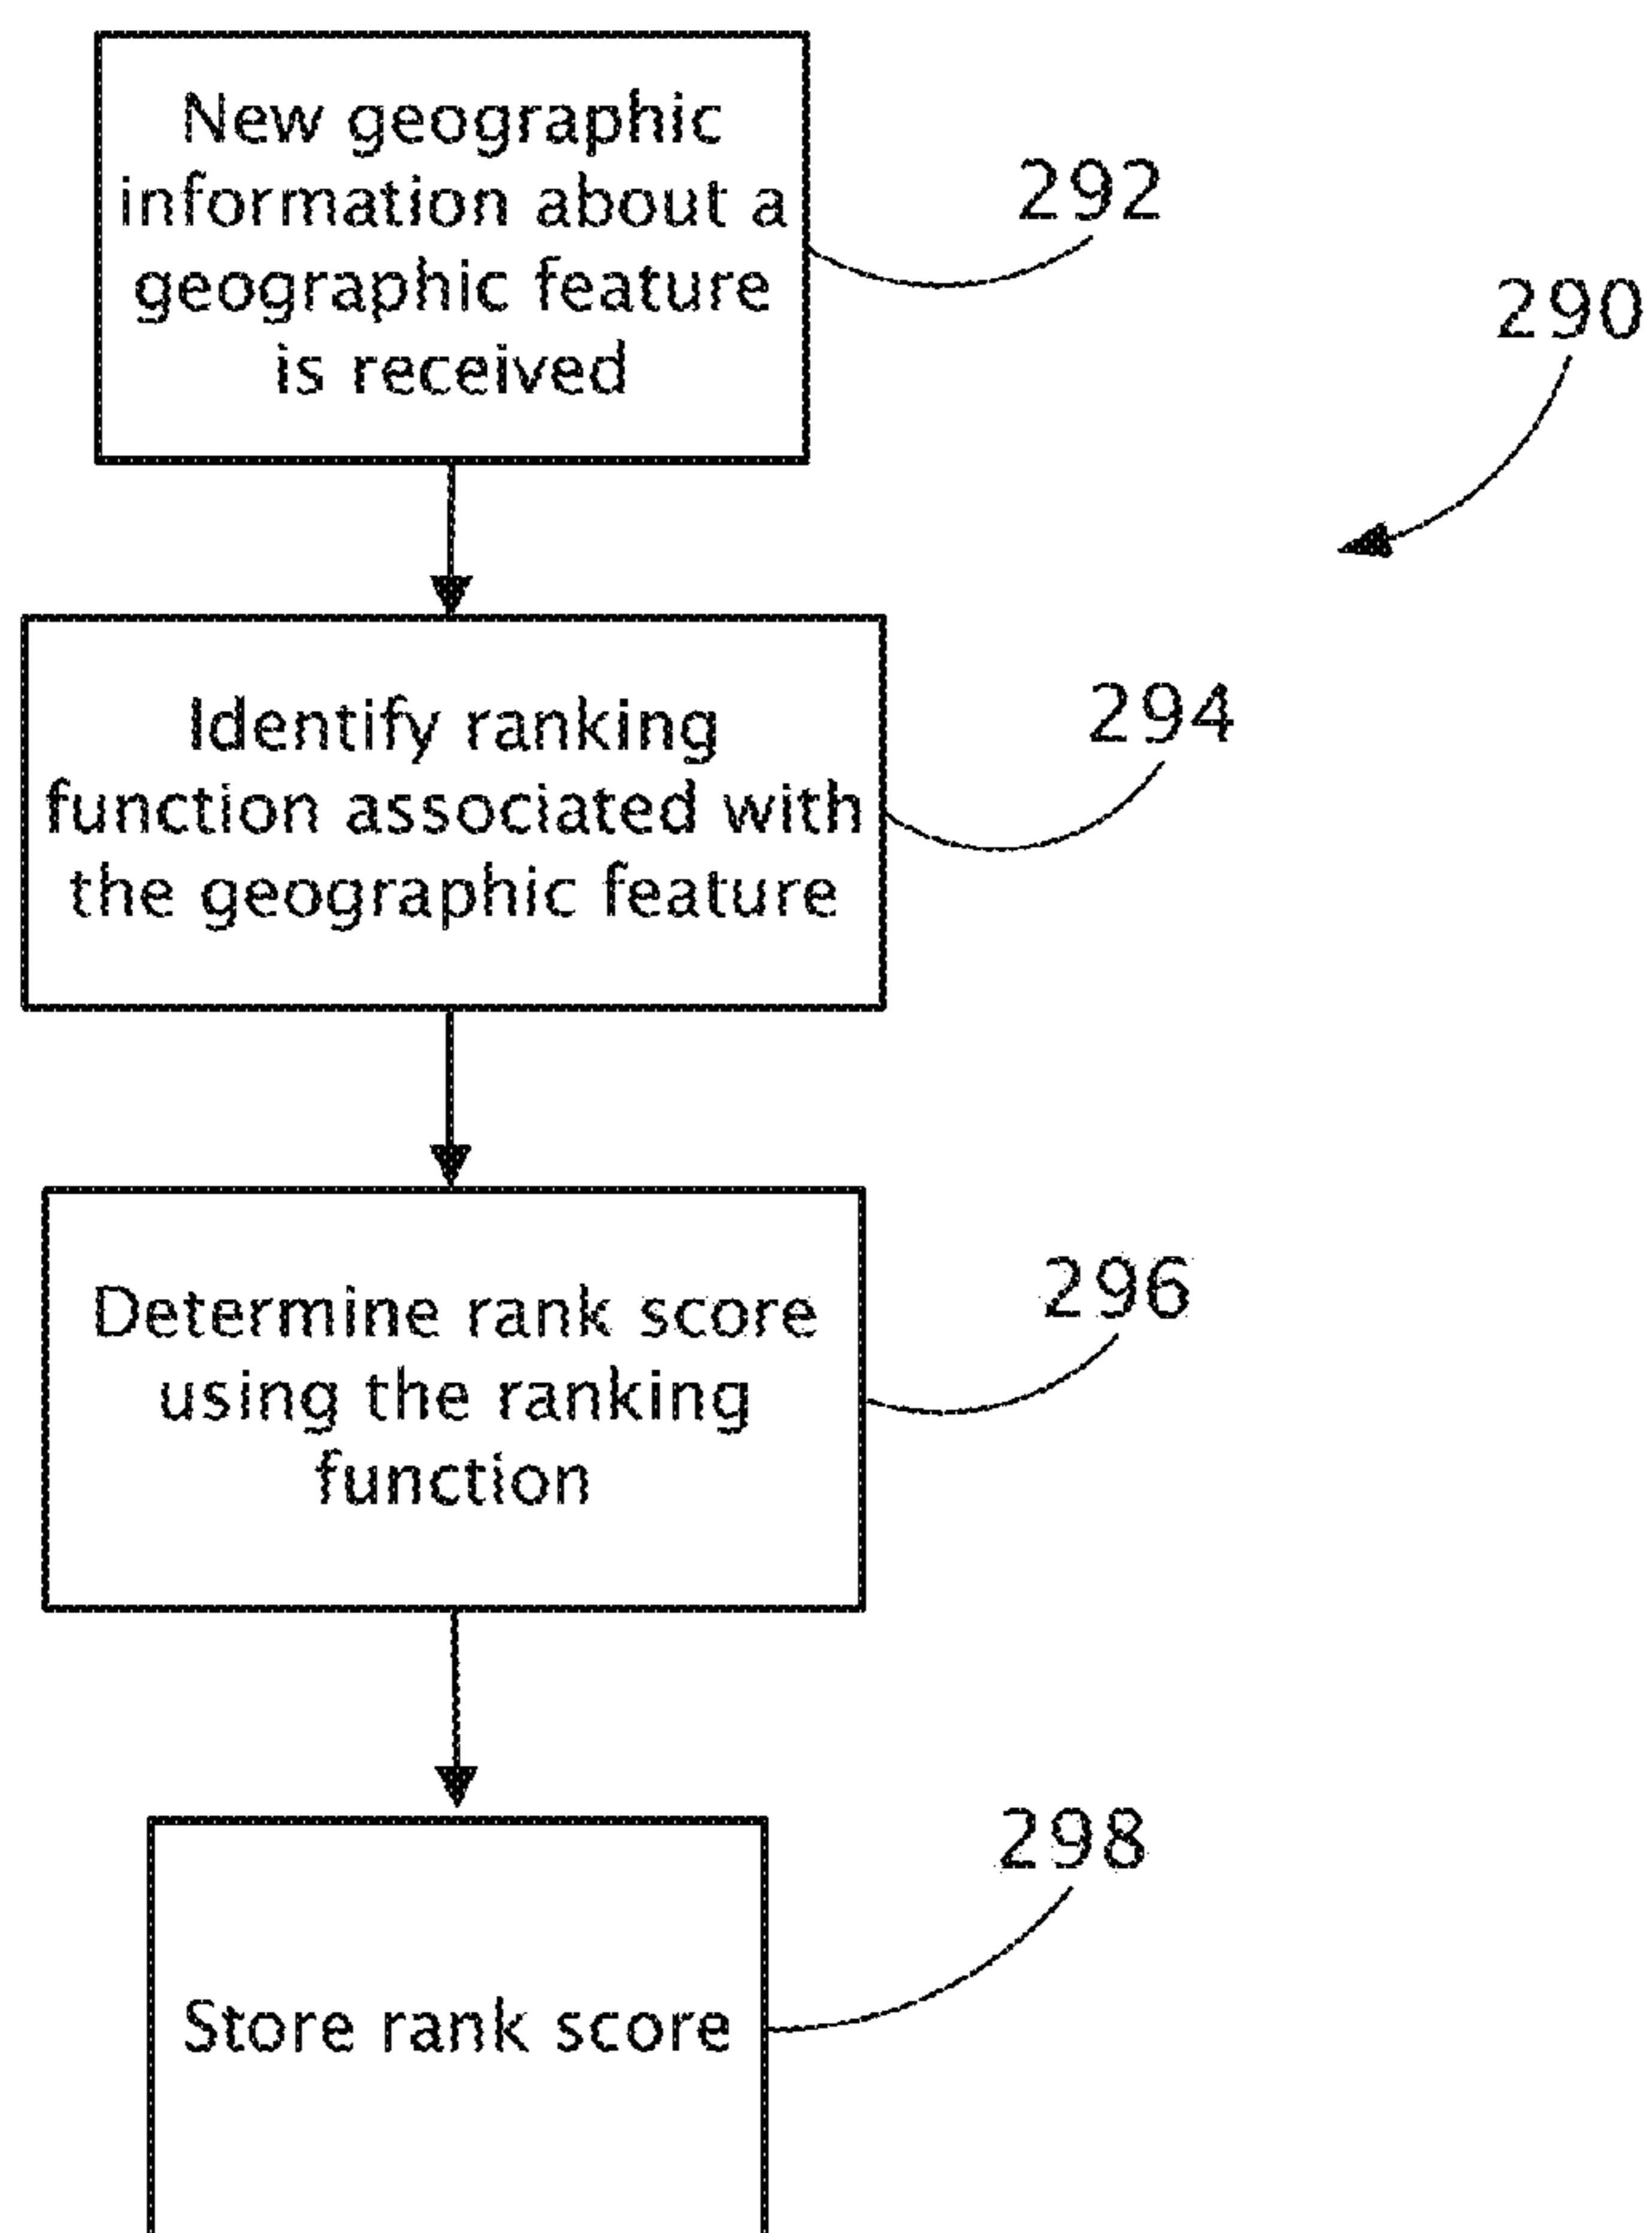 New geographic
information about a
geographic feature
is received
292
290
Identify ranking
function associated with
the geographic feature
294
Determine rank score
using the ranking
function
296
298
Store rank score